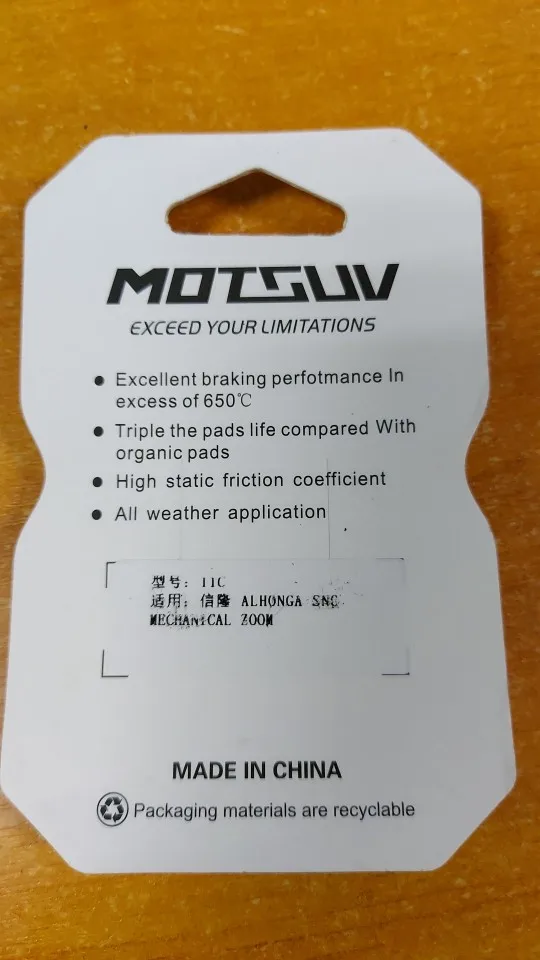 MOTSUV
EXCEED YOUR LIMITATIONS
● Excellent braking perfotmance In
excess of 650℃
● Triple the pads life compared With
organic pads
● High static friction coefficient
● All weather application
型号: 11C
适用: 信隆 ALHONGA SNC
MECHANICAL ZOOM
MADE IN CHINA
Packaging materials are recyclable